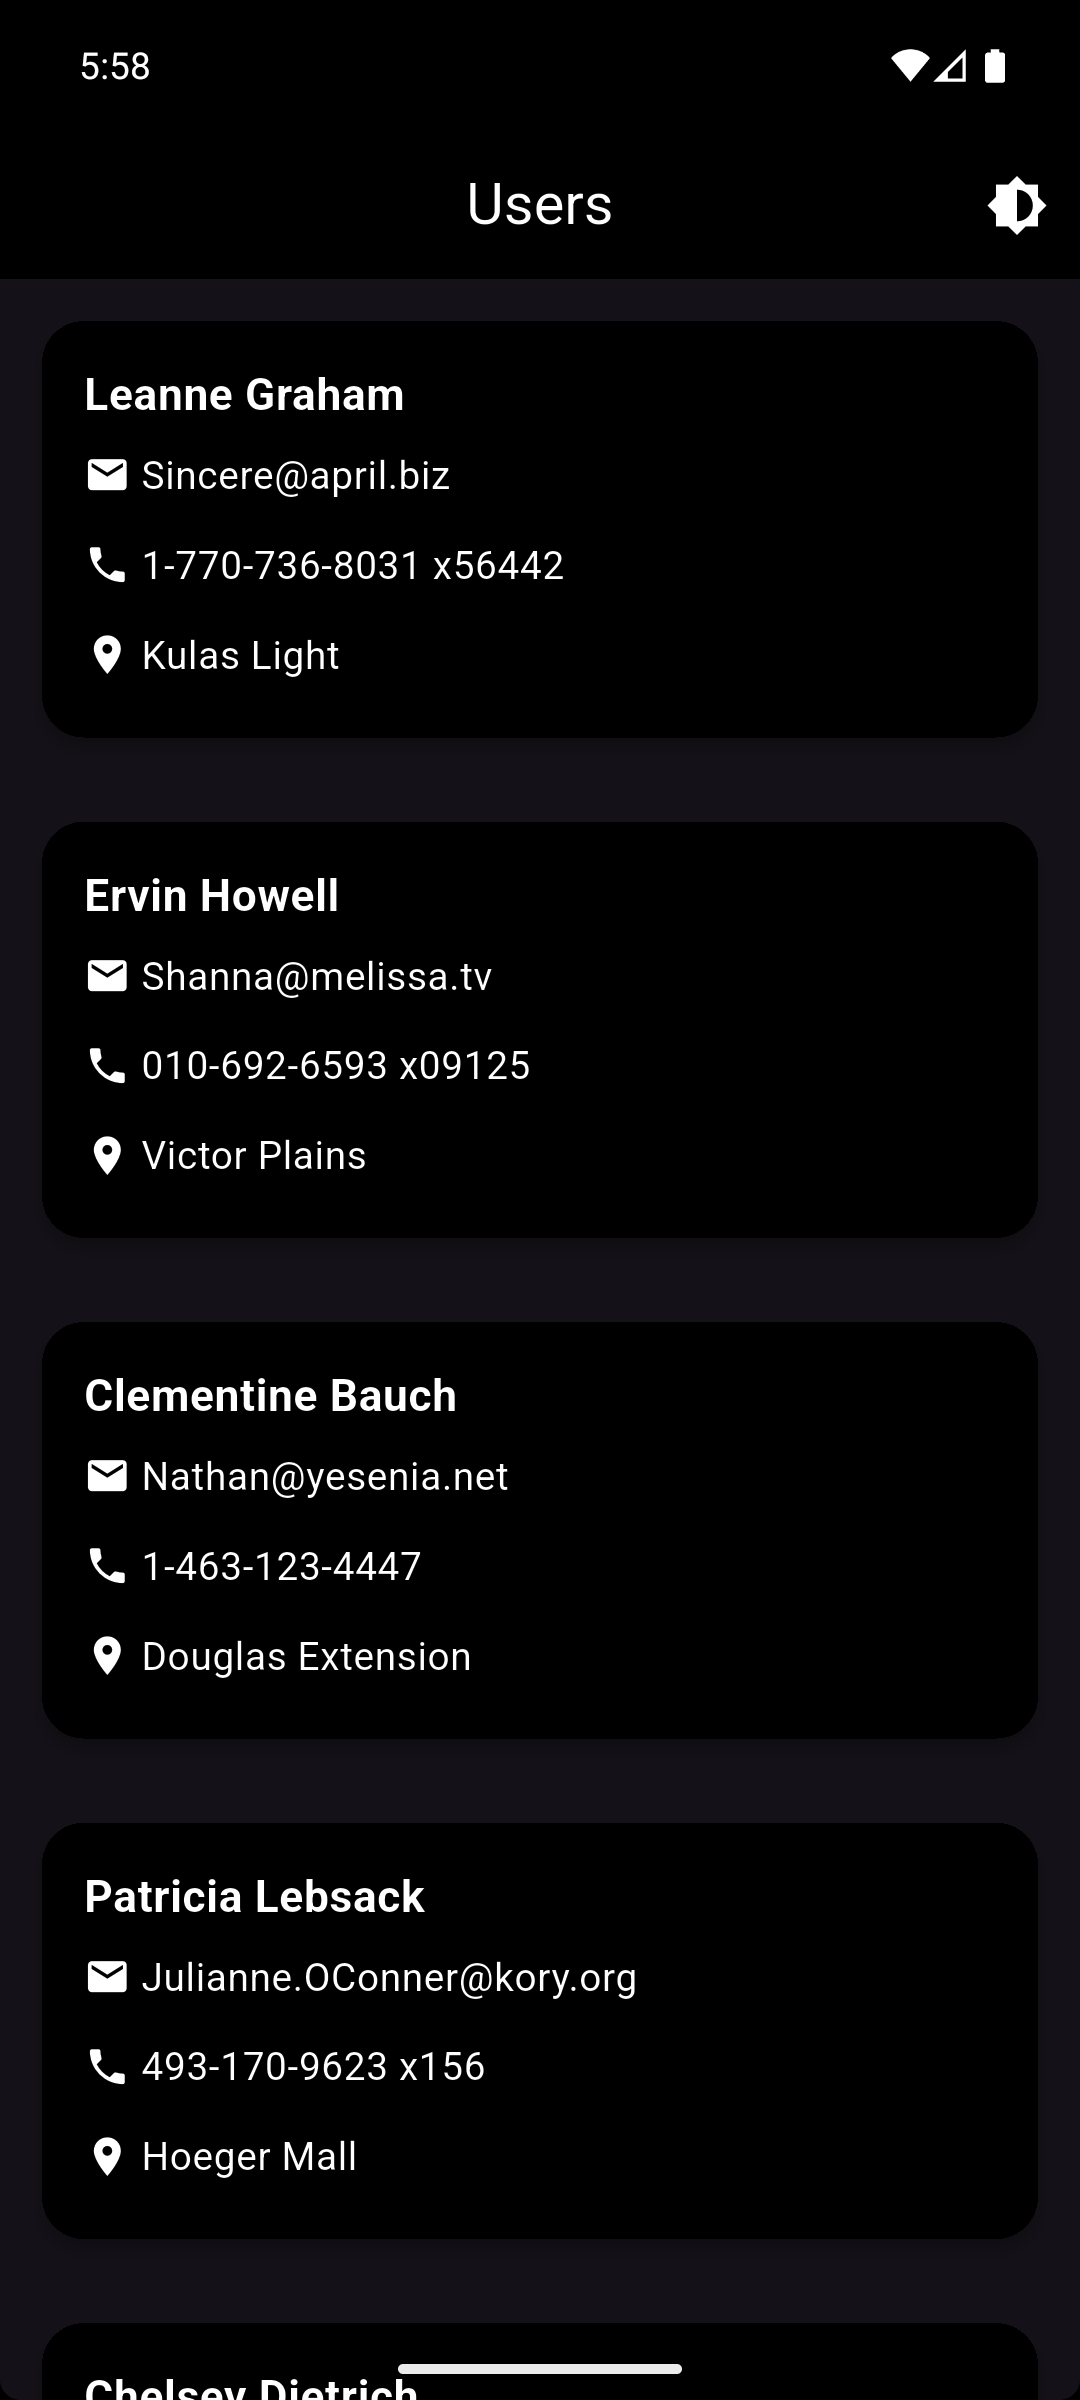 5:58
Users
Leanne Graham
Sincere@april.biz
1-770-736-8031 x56442
Kulas Light
Ervin Howell
Shanna@melissa.tv
010-692-6593 x09125
Victor Plains
Clementine Bauch
Nathan@yesenia.net
1-463-123-4447
Douglas Extension
Patricia Lebsack
Julianne.OConner@kory.org
493-170-9623 x156
Hoeger Mall
Chelsey Dietrich